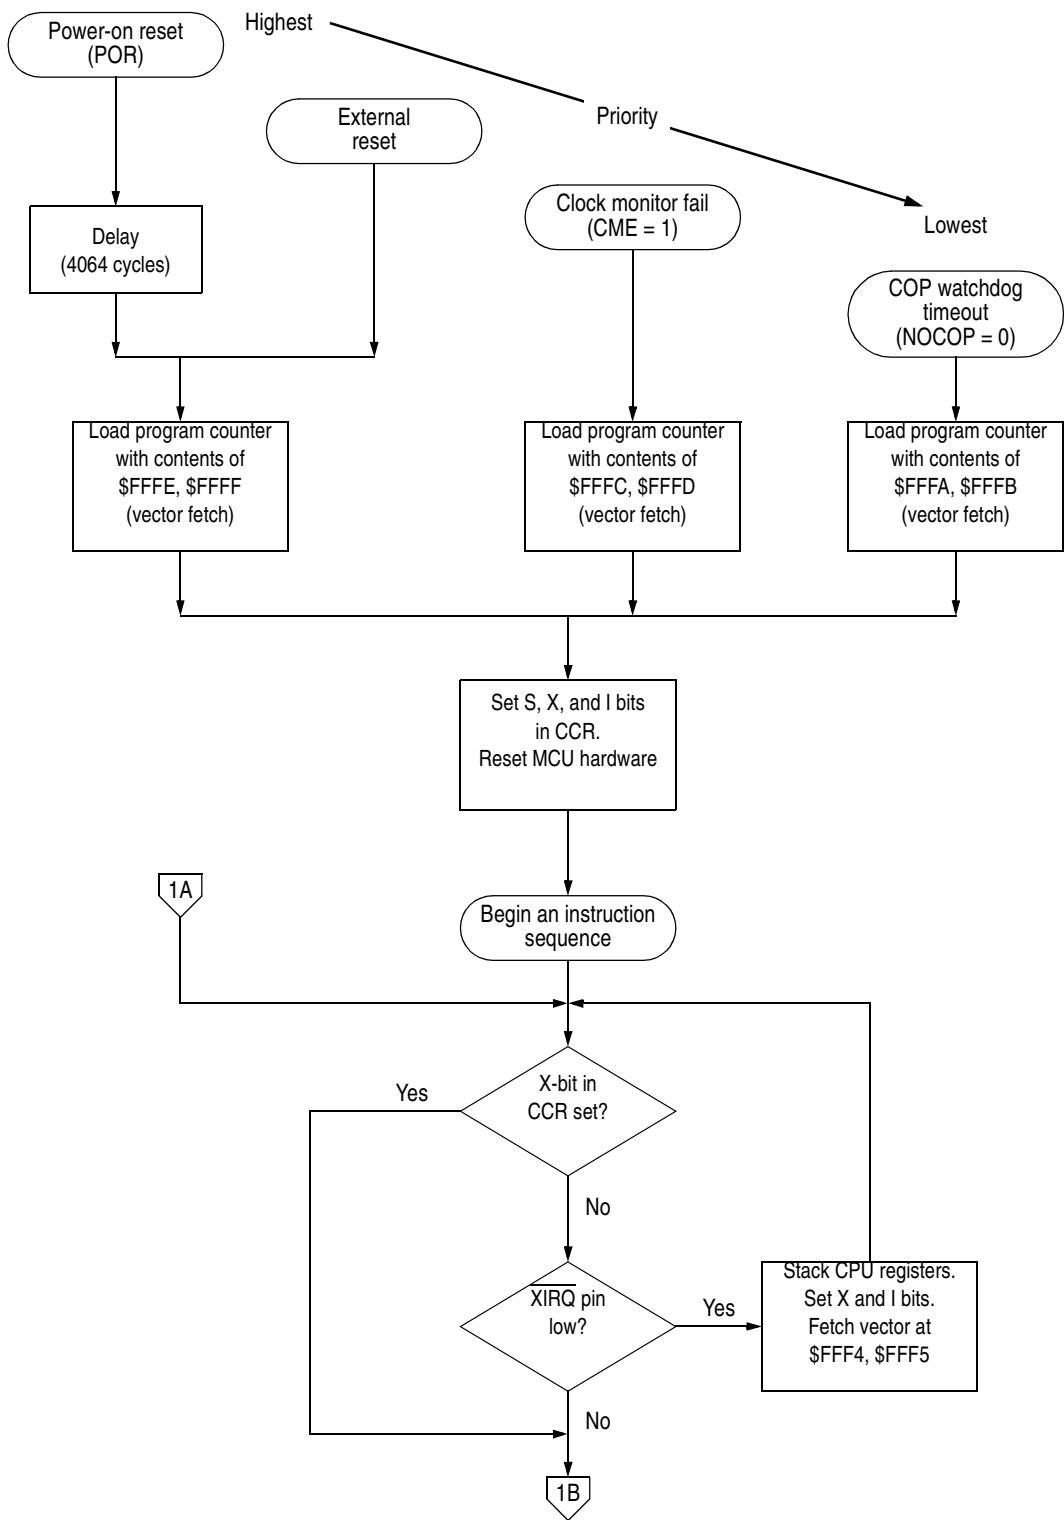 Power-on reset
(POR)
Highest
External
reset
Priority
Clock monitor fail
(CME = 1)
Lowest
Delay
(4064 cycles)
COP watchdog
timeout
(NOCOP = 0)
Load program counter
with contents of
$FFFE, $FFFF
(vector fetch)
Load program counter
with contents of
$FFFC, $FFFD
(vector fetch)
Load program counter
with contents of
$FFFA, $FFFB
(vector fetch)
Set S, X, and I bits
in CCR.
Reset MCU hardware
1A
Begin an instruction
sequence
X-bit in
CCR set?
Yes
No
XIRQ pin
low?
Yes
Stack CPU registers.
Set X and I bits.
Fetch vector at
$FFF4, $FFF5
No
1B